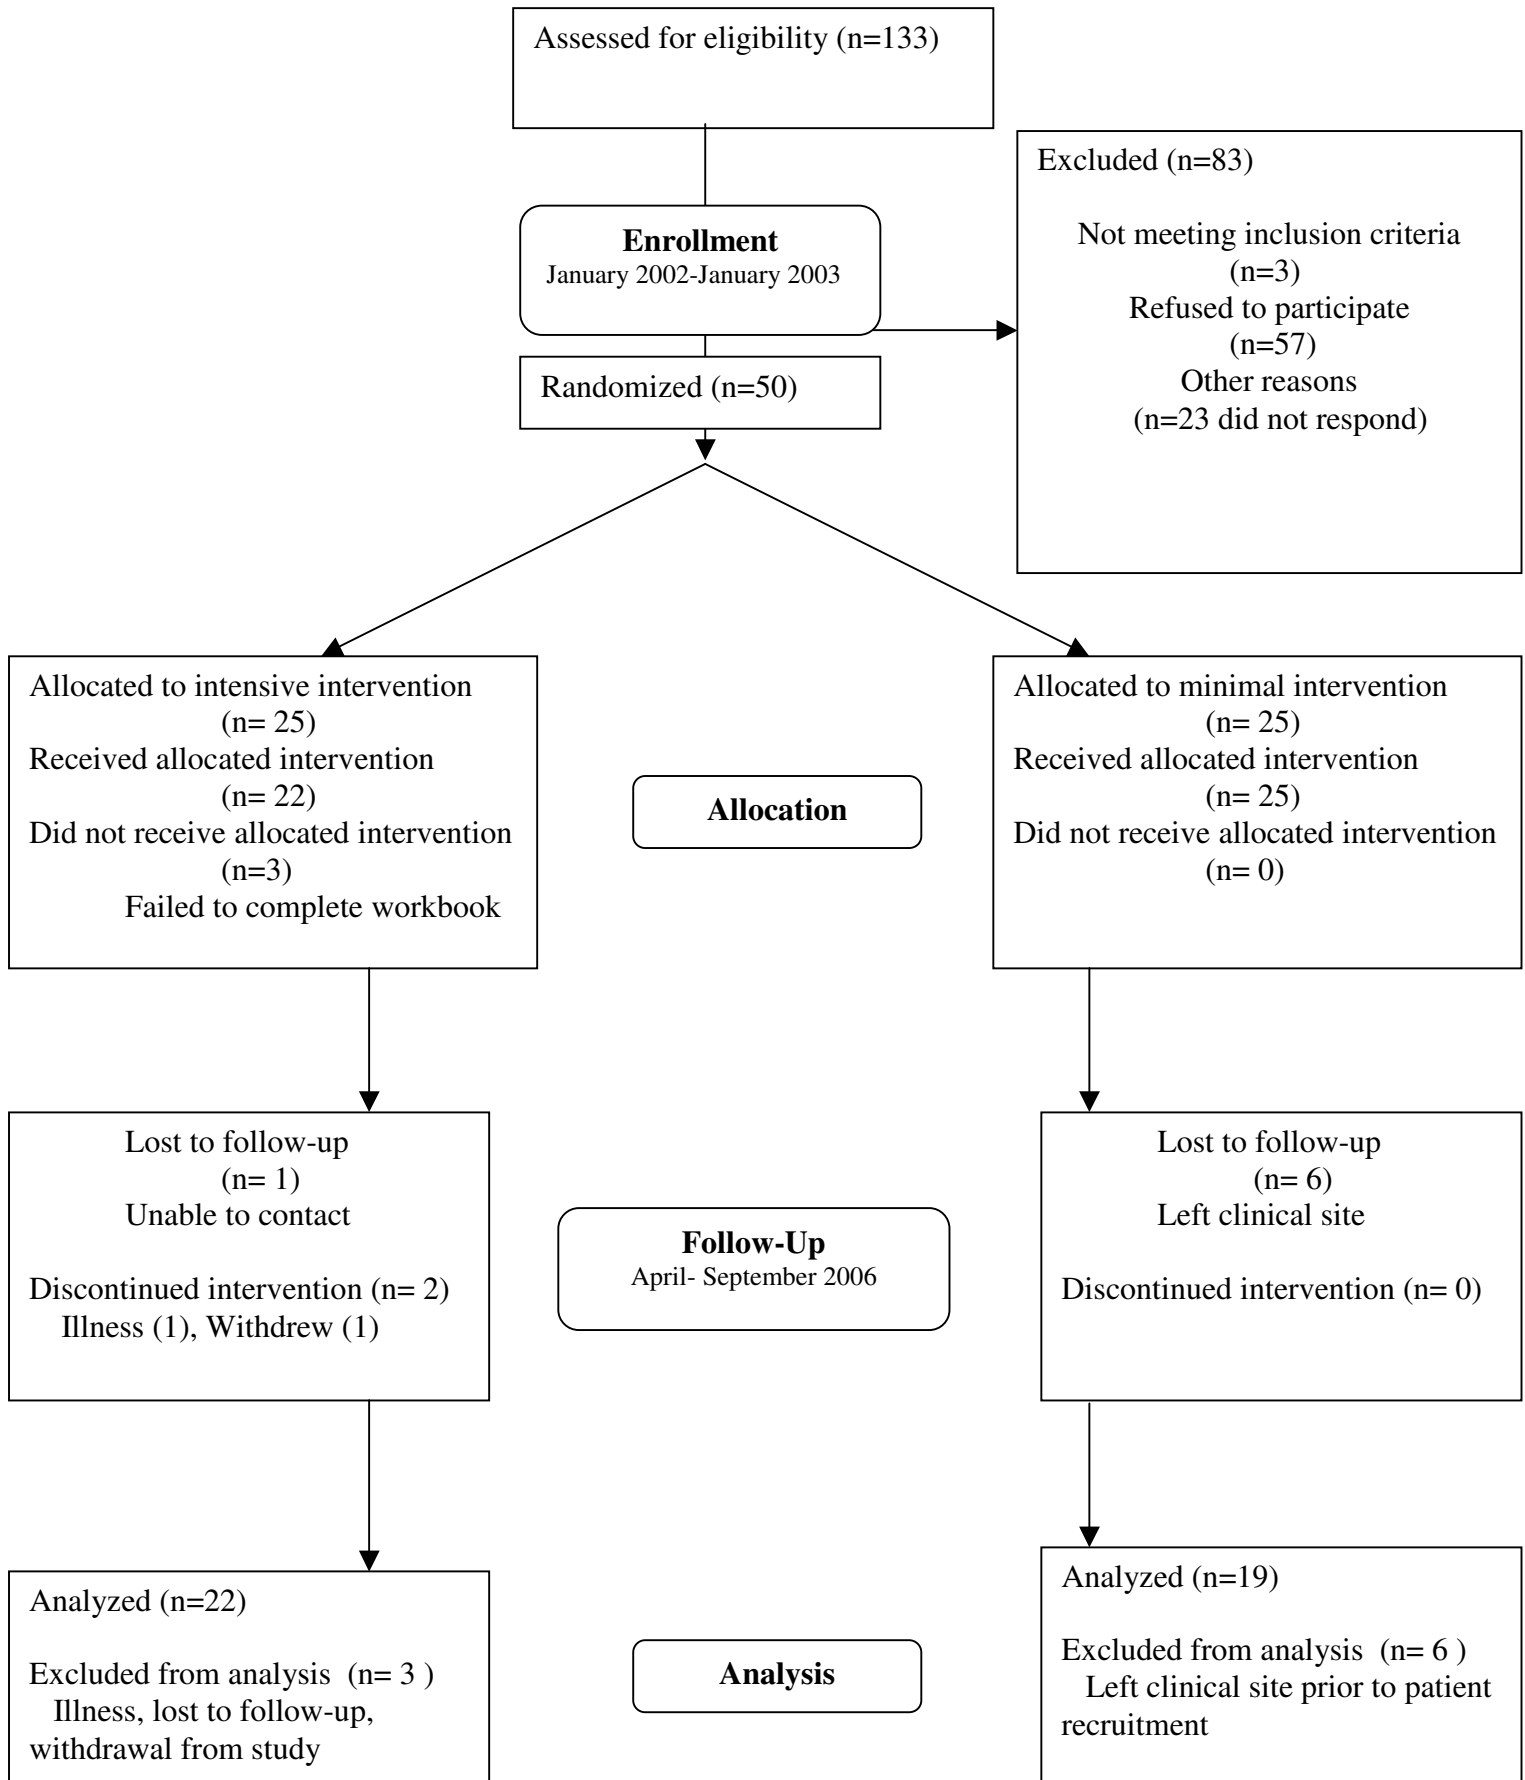 Assessed for eligibility (n=133)
Excluded (n=83)
Not meeting inclusion criteria
(n=3)
Refused to participate
(n=57)
Other reasons
(n=23 did not respond)
Enrollment
January 2002-January 2003
Randomized (n=50)
Allocated to intensive intervention
(n= 25)
Received allocated intervention
(n= 22)
Did not receive allocated intervention
(n=3)
Failed to complete workbook
Allocation
Allocated to minimal intervention
(n= 25)
Received allocated intervention
(n= 25)
Did not receive allocated intervention
(n= 0)
Lost to follow-up
(n= 1)
Unable to contact
Discontinued intervention (n= 2)
Illness (1), Withdrew (1)
Follow-Up
April- September 2006
Lost to follow-up
(n= 6)
Left clinical site
Discontinued intervention (n= 0)
Analyzed (n=22)
Excluded from analysis  (n= 3 )
Illness, lost to follow-up,
withdrawal from study
Analysis
Analyzed (n=19)
Excluded from analysis  (n= 6 )
Left clinical site prior to patient
recruitment